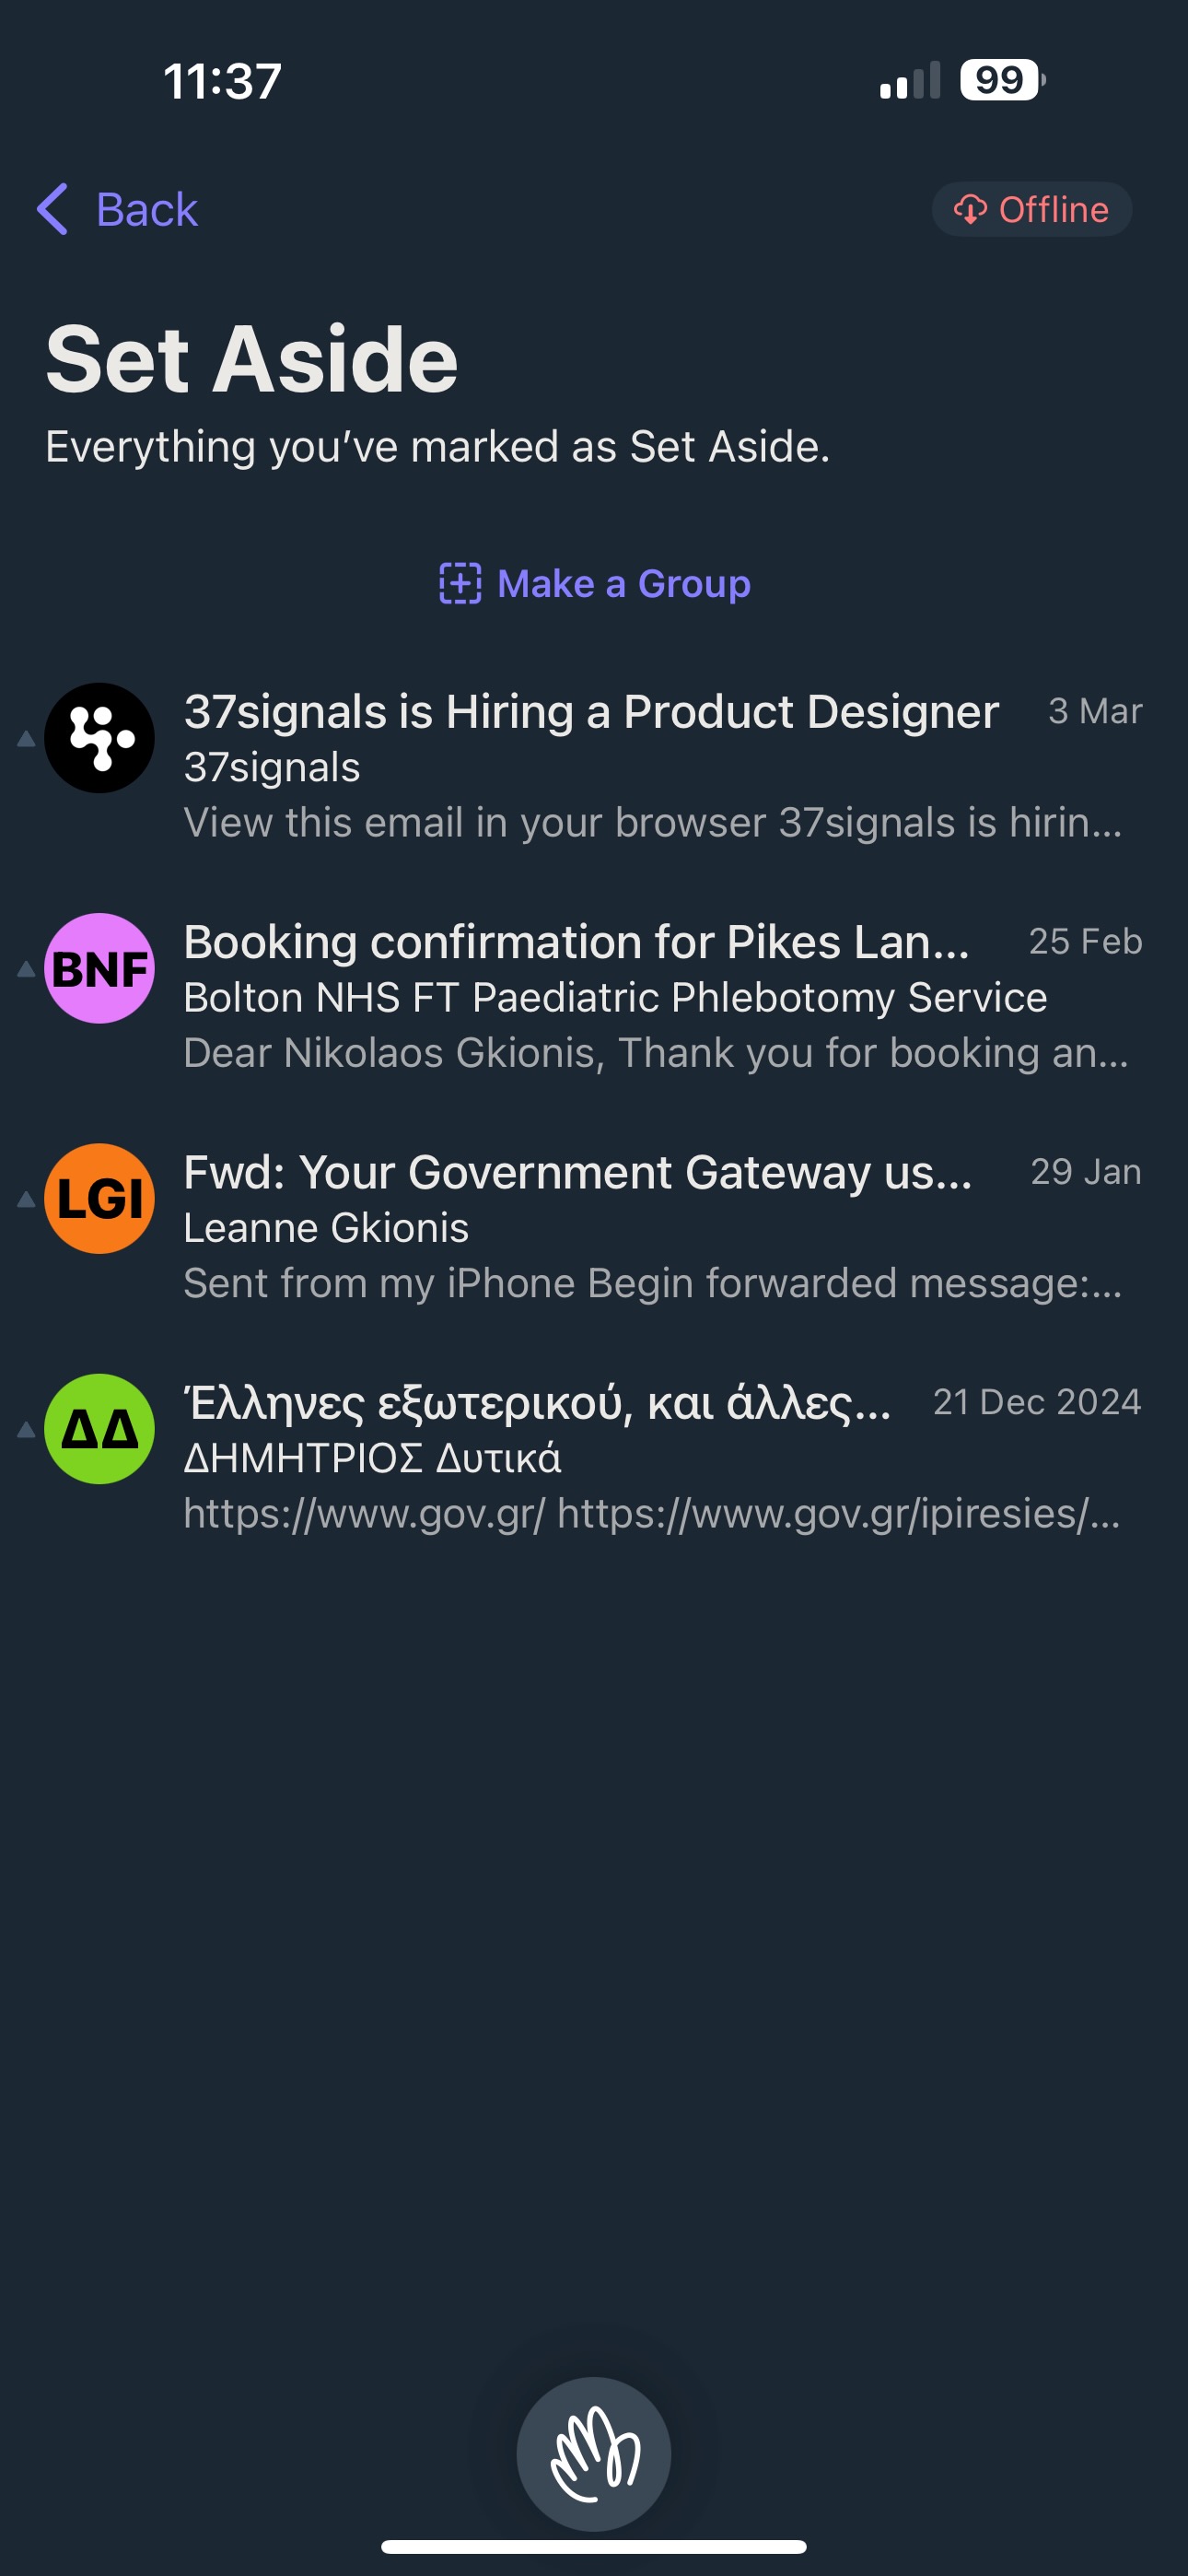 11:37
99
Back
Offline
Set Aside
Everything you’ve marked as Set Aside.
Make a Group
37signals is Hiring a Product Designer 3 Mar
37signals
View this email in your browser 37signals is hirin...
BNF
Booking confirmation for Pikes Lan... 25 Feb
Bolton NHS FT Paediatric Phlebotomy Service
Dear Nikolaos Gkionis, Thank you for booking an...
LGI
Fwd: Your Government Gateway us... 29 Jan
Leanne Gkionis
Sent from my iPhone Begin forwarded message:...
ΔΔ
Έλληνες εξωτερικού, και άλλες... 21 Dec 2024
ΔΗΜΗΤΡΙΟΣ Δυτικά
https://www.gov.gr/ https://www.gov.gr/ipiresies/...